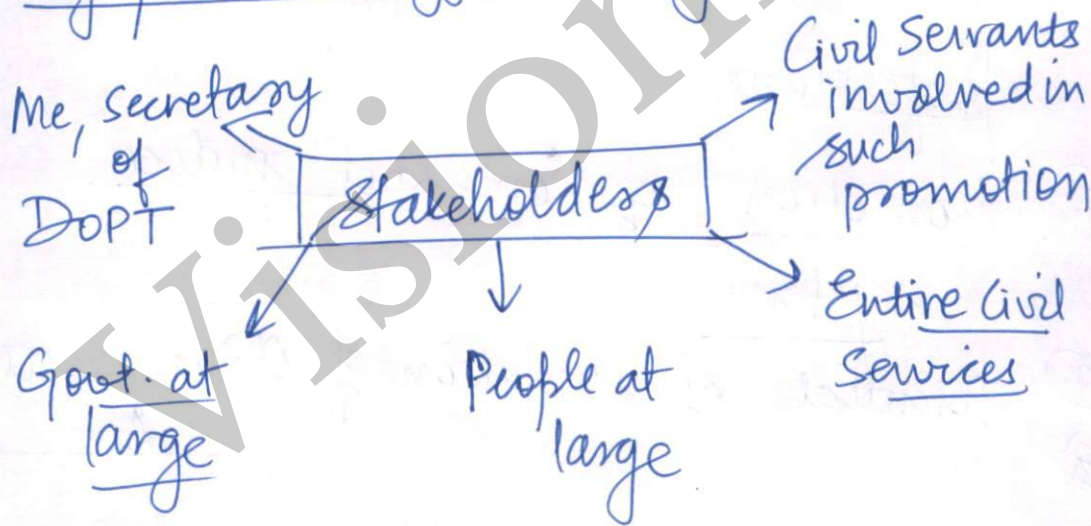 Me, Secretary
of
DOPT
Stakeholders
Civil Servants
involved in
such
promotion
Entire Civil
Services
Govt. at
large
People at
large
Vision